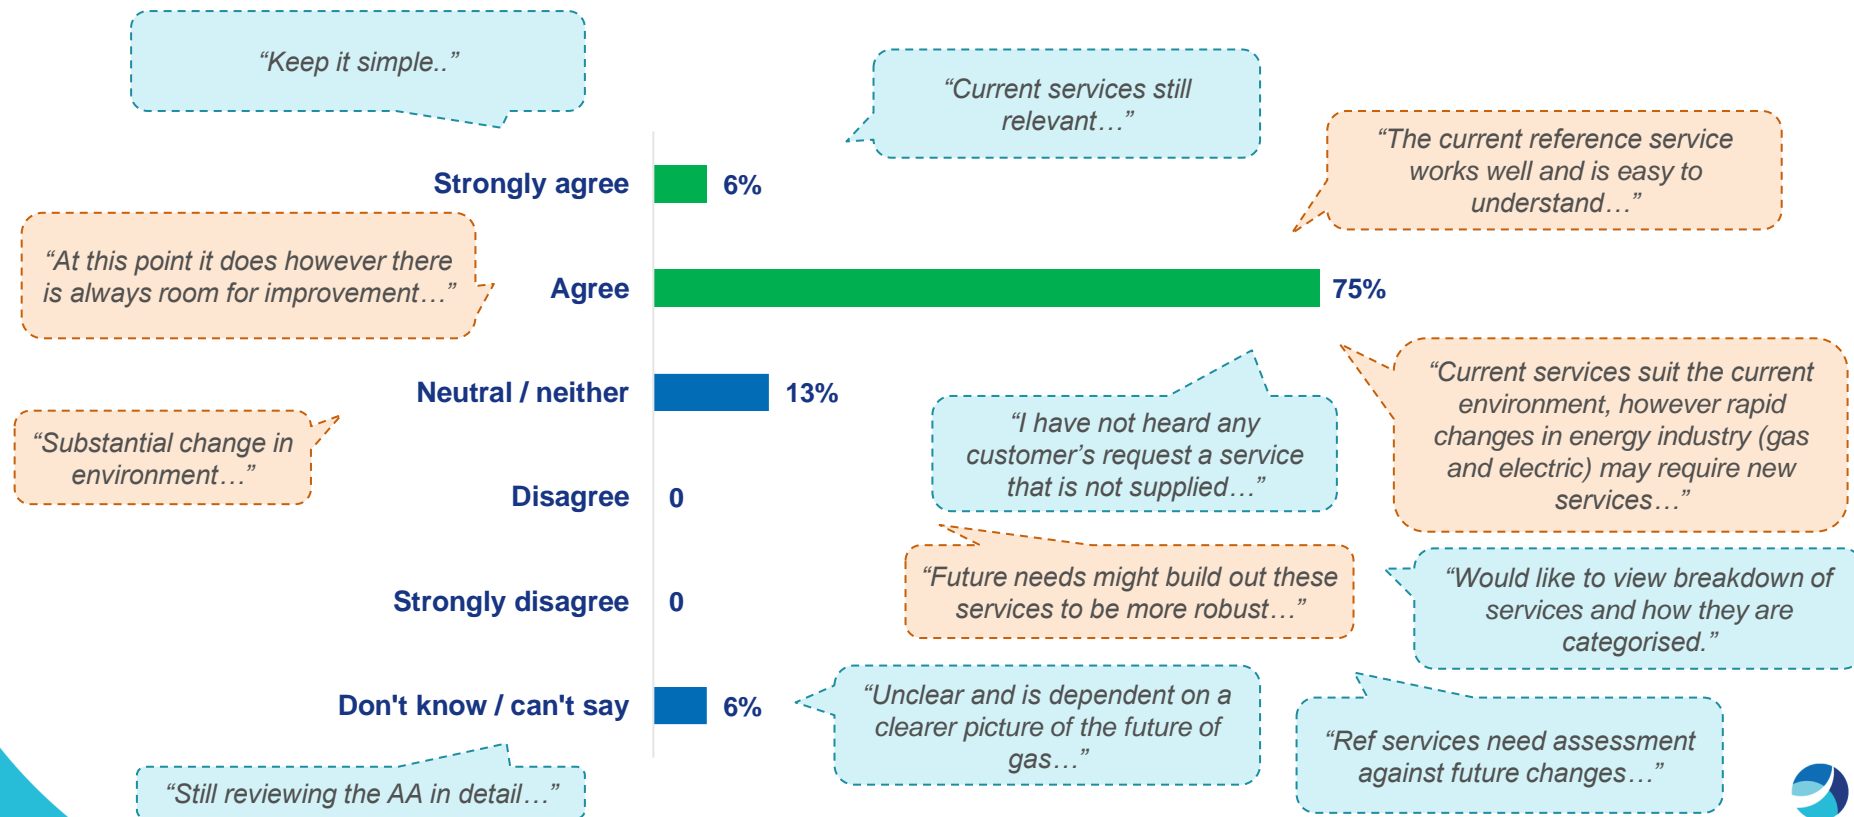 “Keep it simple..”
“Current services still
relevant…”
“The current reference service
works well and is easy to
understand…”
Strongly agree
6%
“At this point it does however there
is always room for improvement…”
Agree
75%
“Current services suit the current
environment, however rapid
changes in energy industry (gas
and electric) may require new
services…”
Neutral / neither
13%
“I have not heard any
customer’s request a service
that is not supplied…”
“Substantial change in
environment…”
Disagree
0
“Future needs might build out these
services to be more robust…”
“Would like to view breakdown of
services and how they are
categorised.”
Strongly disagree
0
“Unclear and is dependent on a
clearer picture of the future of
gas…”
Don't know / can't say
6%
“Ref services need assessment
against future changes…”
“Still reviewing the AA in detail…”